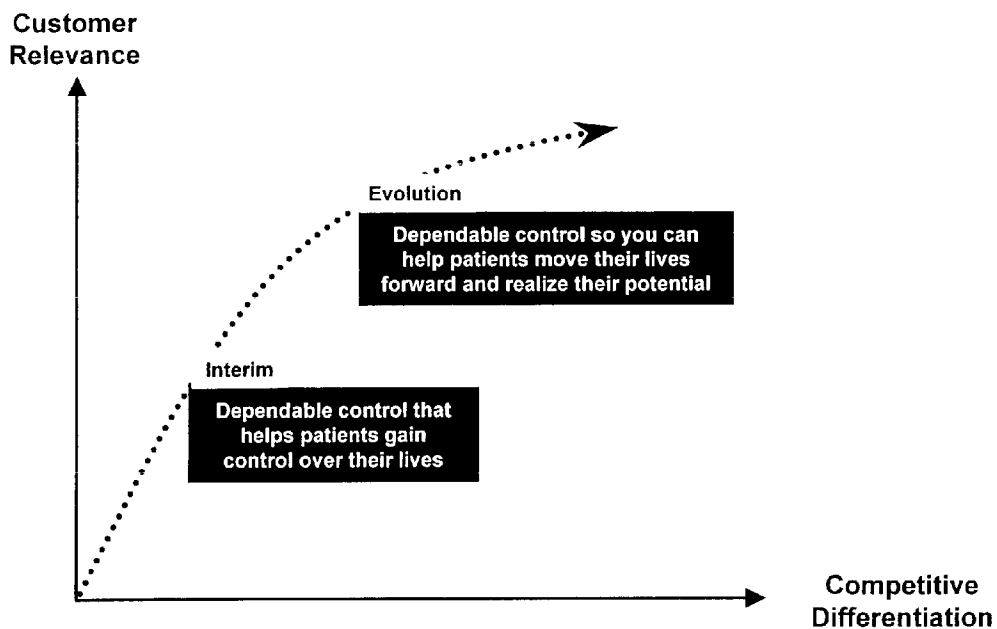 Customer
Relevance
Evolution
Dependable control so you can
help patients move their lives
forward and realize their potential
Interim
Dependable control that
helps patients gain
control over their lives
Competitive
Differentiation